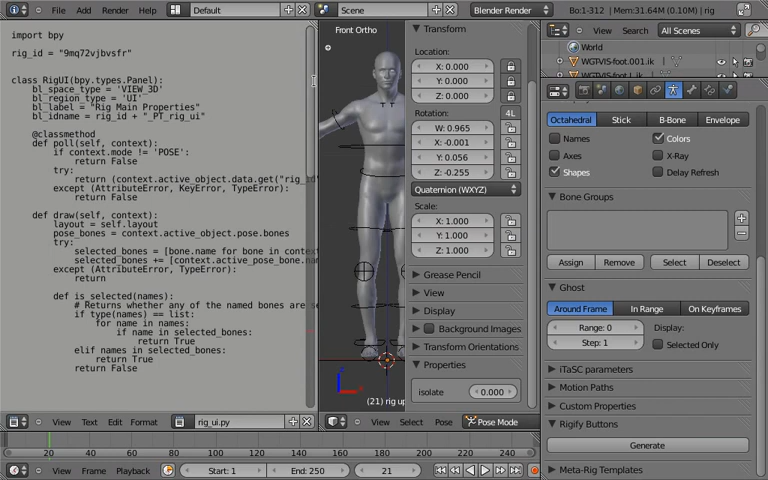 File
Add
Render
Help
Default
Scene
Blender Render
Bo:1-312 | Mem:31.64M (0.10M) | rig
import bpy
rig_id = "9mq72vjbvsfr"
class RigUI(bpy.types.Panel):
bl_space_type = 'VIEW_3D'
bl_region_type = 'UI'
bl_label = "Rig Main Properties"
bl_idname = rig_id + "_PT_rig_ui"
@classmethod
def poll(self, context):
if context.mode != 'POSE':
return False
try:
return (context.active_object.data.get("rig_id"
except (AttributeError, KeyError, TypeError):
return False
def draw(self, context):
layout = self.layout
pose_bones = context.active_object.pose.bones
try:
selected_bones = [bone.name for bone in contex
selected_bones += [context.active_pose_bone.na
except (AttributeError, TypeError):
return
def is_selected(names):
# Returns whether any of the named bones are se
if type(names) == list:
for name in names:
if name in selected_bones:
return True
elif names in selected_bones:
return True
return False
View
Text
Edit
Format
rig_ui.py
Front Ortho
(21) rig up
View
Select
Pose
Pose Mode
Transform
Location:
X: 0.000
Y: 0.000
Z: 0.000
Rotation:
4L
W: 0.965
X: -0.001
Y: 0.056
Z: -0.255
Quaternion (WXYZ)
Scale:
X: 1.000
Y: 1.000
Z: 1.000
Grease Pencil
View
Display
Background Images
Transform Orientations
Properties
isolate
0.000
View
Search
All Scenes
World
WGTVIS-foot.001.ik
WGTVIS-foot.l.ik
Octahedral
Stick
B-Bone
Envelope
Names
Colors
Axes
X-Ray
Shapes
Delay Refresh
Bone Groups
Assign
Remove
Select
Deselect
Ghost
Around Frame
In Range
On Keyframes
Range: 0
Display:
Step: 1
Selected Only
iTaSC parameters
Motion Paths
Custom Properties
Rigify Buttons
Generate
Meta-Rig Templates
20
40
60
80
100
120
140
160
180
200
220
240
View
Frame
Playback
Start: 1
End: 250
21